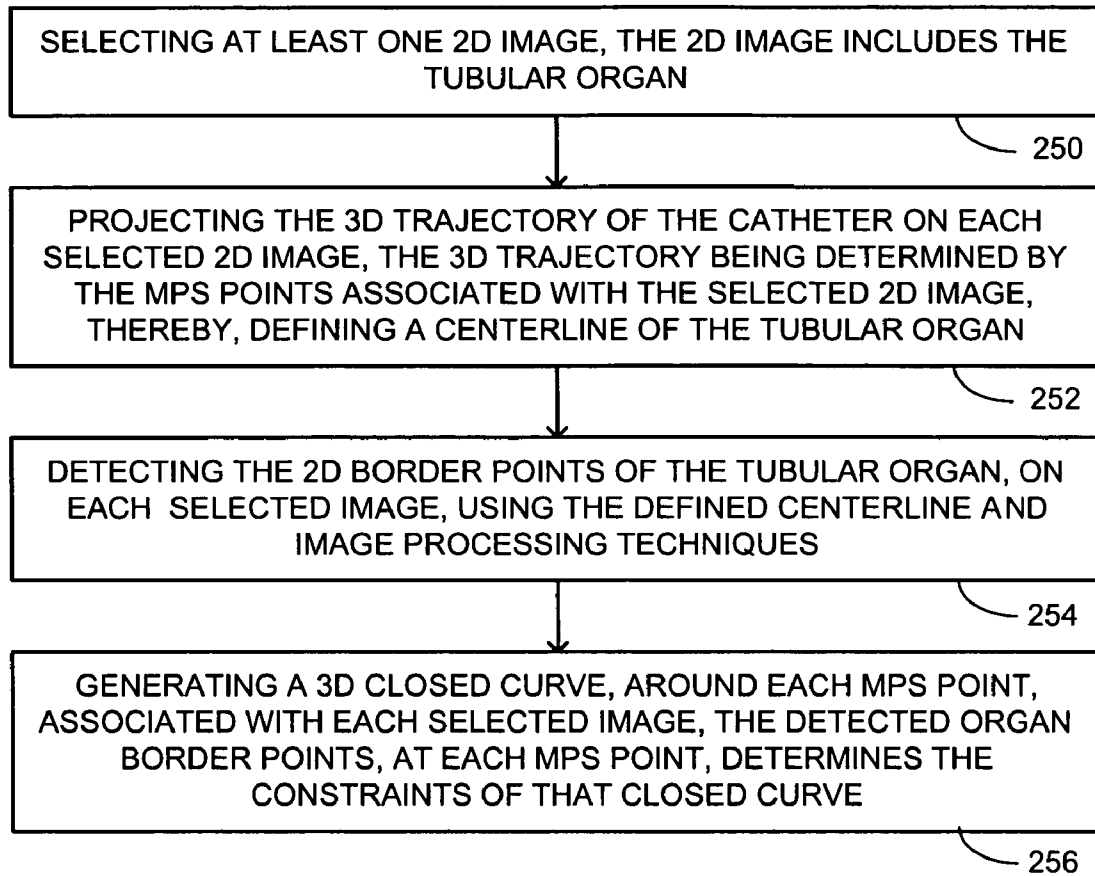 SELECTING AT LEAST ONE 2D IMAGE, THE 2D IMAGE INCLUDES THE
TUBULAR ORGAN
250
PROJECTING THE 3D TRAJECTORY OF THE CATHETER ON EACH
SELECTED 2D IMAGE, THE 3D TRAJECTORY BEING DETERMINED BY
THE MPS POINTS ASSOCIATED WITH THE SELECTED 2D IMAGE,
THEREBY, DEFINING A CENTERLINE OF THE TUBULAR ORGAN
252
DETECTING THE 2D BORDER POINTS OF THE TUBULAR ORGAN, ON
EACH SELECTED IMAGE, USING THE DEFINED CENTERLINE AND
IMAGE PROCESSING TECHNIQUES
254
GENERATING A 3D CLOSED CURVE, AROUND EACH MPS POINT,
ASSOCIATED WITH EACH SELECTED IMAGE, THE DETECTED ORGAN
BORDER POINTS, AT EACH MPS POINT, DETERMINES THE
CONSTRAINTS OF THAT CLOSED CURVE
256